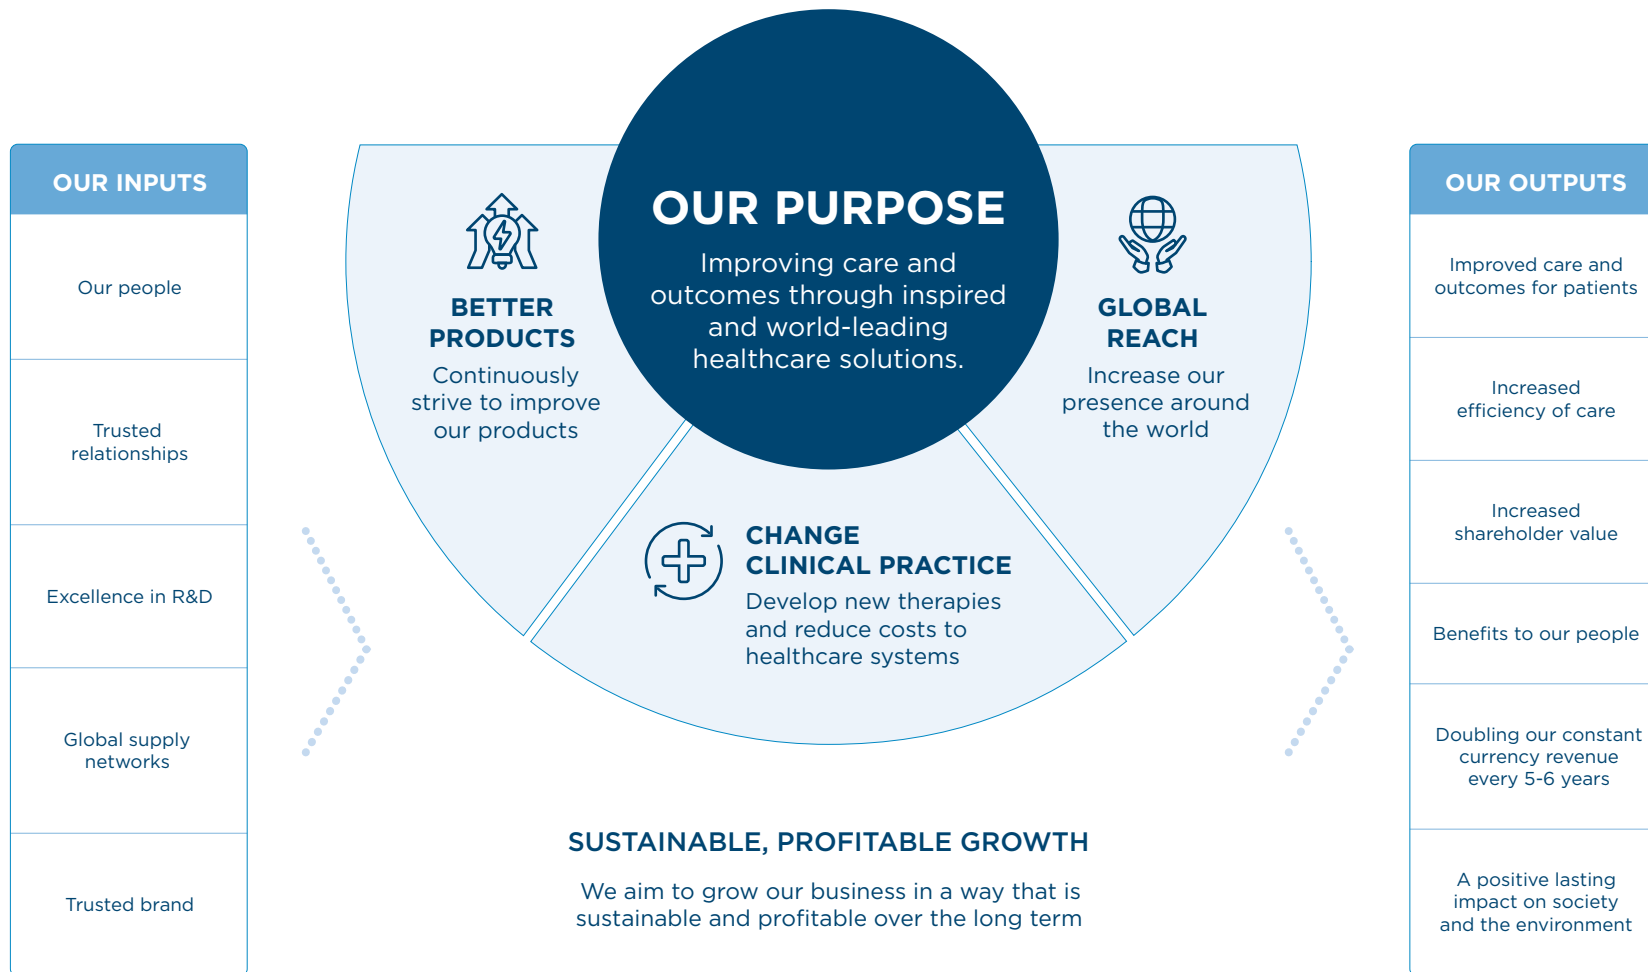 OUR INPUTS
Our people
Trusted
relationships
Excellence in R&D
Global supply
networks
Trusted brand
OUR PURPOSE
Improving care and
outcomes through inspired
and world-leading
healthcare solutions.
BETTER
PRODUCTS
Continuously
strive to improve
our products
CHANGE
CLINICAL PRACTICE
Develop new therapies
and reduce costs to
healthcare systems
GLOBAL
REACH
Increase our
presence around
the world
SUSTAINABLE, PROFITABLE GROWTH
We aim to grow our business in a way that is
sustainable and profitable over the long term
OUR OUTPUTS
Improved care and
outcomes for patients
Increased
efficiency of care
Increased
shareholder value
Benefits to our people
Doubling our constant
currency revenue
every 5-6 years
A positive lasting
impact on society
and the environment